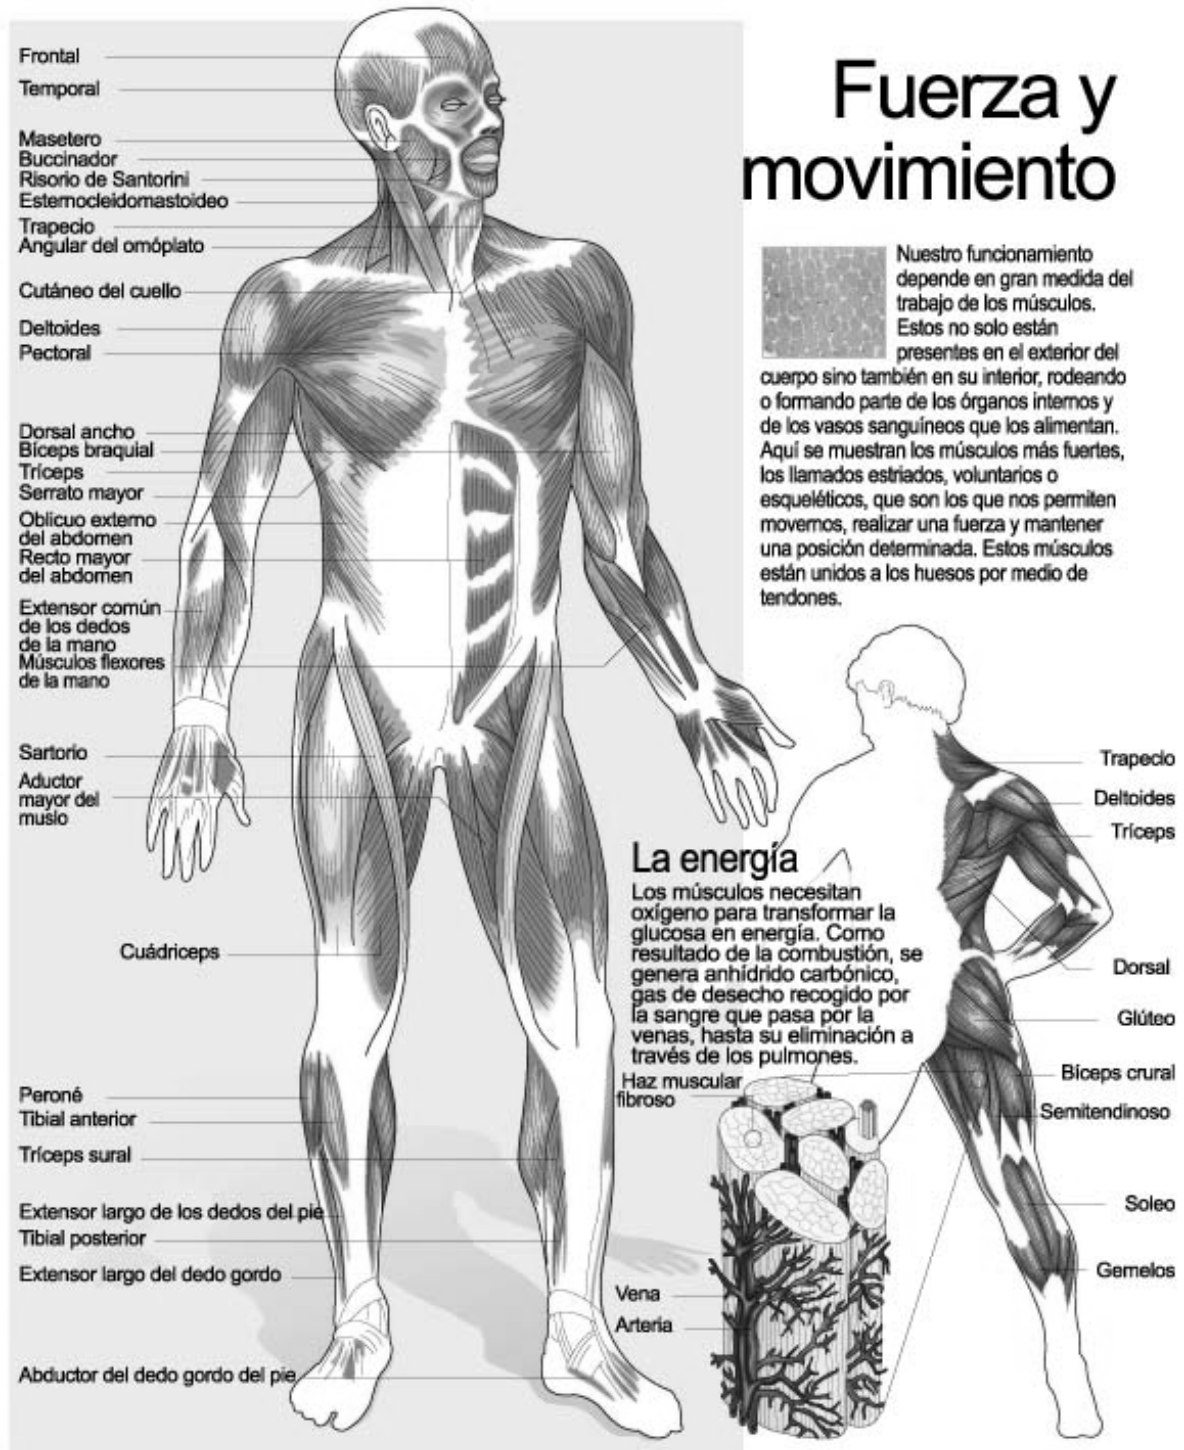 Fuerza y
movimiento
Frontal
Temporal
Masetero
Buccinador
Risorio de Santorini
Esternocleidomastoideo
Trapecio
Angular del omóplato
Cutáneo del cuello
Deltoides
Pectoral
Dorsal ancho
Bíceps braquial
Tríceps
Serrato mayor
Oblicuo externo
del abdomen
Recto mayor
del abdomen
Extensor común
de los dedos
de la mano
Músculos flexores
de la mano
Sartorio
Aductor
mayor del
muslo
Cuádriceps
Peroné
Tibial anterior
Tríceps sural
Extensor largo de los dedos del pie
Tibial posterior
Extensor largo del dedo gordo
Abductor del dedo gordo del pie
Nuestro funcionamiento
depende en gran medida del
trabajo de los músculos.
Estos no solo están
presentes en el exterior del
cuerpo sino también en su interior, rodeando
o formando parte de los órganos internos y
de los vasos sanguíneos que los alimentan.
Aquí se muestran los músculos más fuertes,
los llamados estriados, voluntarios o
esqueléticos, que son los que nos permiten
movernos, realizar una fuerza y mantener
una posición determinada. Estos músculos
están unidos a los huesos por medio de
tendones.
La energía
Los músculos necesitan
oxígeno para transformar la
glucosa en energía. Como
resultado de la combustión, se
genera anhídrido carbónico,
gas de desecho recogido por
la sangre que pasa por la
venas, hasta su eliminación a
través de los pulmones.
Haz muscular
fibroso
Vena
Arteria
Trapecio
Deltoides
Tríceps
Dorsal
Glúteo
Bíceps crural
Semitendinoso
Soleo
Gemelos